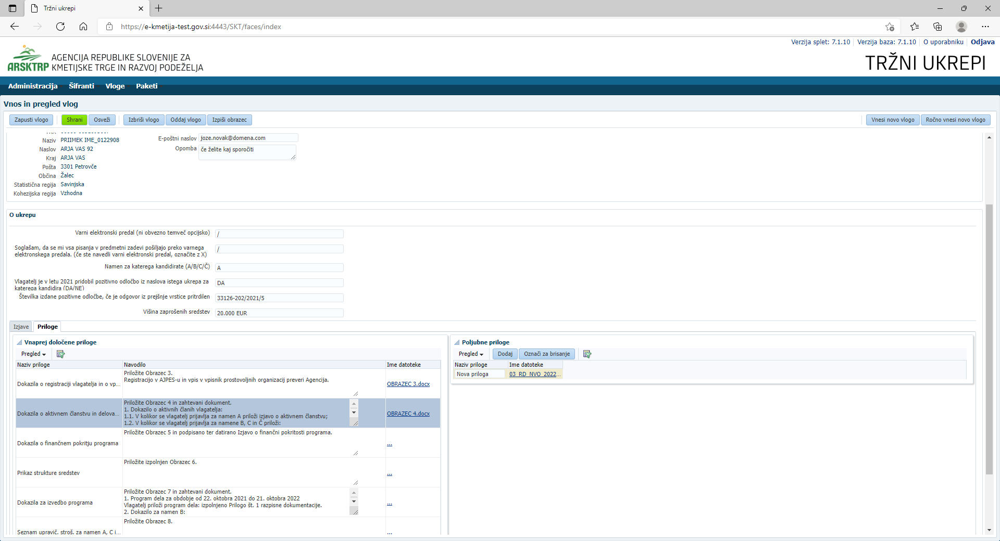 Tržni ukrepi
https://e-kmetija-test.gov.si:4443/SKT/faces/index
Verzija splet: 7.1.10 Verzija baza: 7.1.10 O uporabniku Odjava
ARSKTRP
AGENCIJA REPUBLIKE SLOVENIJE ZA
KMETIJSKE TRGE IN RAZVOJ PODEŽELJA
TRŽNI UKREPI
Administracija Šifranti Vloge Paketi
Vnos in pregled vlog
Zapusti vlogo Shrani Osveži Izbriši vlogo Oddaj vlogo Izpiši obrazec Vnesi novo vlogo Ročno vnesi novo vlogo
Naziv PRIIMEK IME_0122908
E-poštni naslov joze.novak@domena.com
Naslov ARJA VAS 92
Opomba če želite kaj sporočiti
Kraj ARJA VAS
Pošta 3301 Petrovče
Občina Žalec
Statistična regija Savinjska
Kohezijska regija Vzhodna
O ukrepu
Varni elektronski predal (ni obvezno temveč opcijsko) /
Soglašam, da se mi vsa pisanja v predmetni zadevi pošiljajo preko varnega
elektronskega predala. (če ste navedli varni elektronski predal, označite z X) /
Namen za katerega kandidirate (A/B/C/Č) A
Vlagatelj je v letu 2021 pridobil pozitivno odločbo iz naslova istega ukrepa za
katerega kandidira (DA/NE) DA
Številka izdane pozitivne odločbe, če je odgovor iz prejšnje vrstice pritrdilen 33126-202/2021/5
Višina zaprošenih sredstev 20.000 EUR
Izjave Priloge
Vnaprej določene priloge
Pregled
Naziv priloge Navodilo Ime datoteke
Dokazila o registraciji vlagatelja in o vp...
Priložite Obrazec 3.
Registracijo v AJPES-u in vpis v vpisnik prostovoljnih organizacij preveri Agencija.
OBRAZEC 3.docx
Dokazila o aktivnem članstvu in delova...
Priložite Obrazec 4 in zahtevani dokument.
1. Dokazilo o aktivnih članih vlagatelja:
1.1. V kolikor se vlagatelj prijavlja za namen A priloži izjavo o aktivnem članstvu;
1.2. V kolikor se vlagatelj prijavlja za namene B, C in Č priloži:
OBRAZEC 4.docx
Dokazila o finančnem pokritju programa
Priložite Obrazec 5 in podpisano ter datirano Izjavo o finančni pokritosti programa.
...
Prikaz strukture sredstev
Priložite izpolnjen Obrazec 6.
...
Dokazila za izvedbo programa
Priložite Obrazec 7 in zahtevani dokument.
1. Program dela za obdobje od 22. oktobra 2021 do 21. oktobra 2022
Vlagatelj priloži program dela: izpolnjeno Prilogo št. 1 razpisne dokumentacije.
2. Dokazilo za namen B:
...
Seznam upravič. stroš. za namen A, C i...
Priložite Obrazec 8.
...
Poljubne priloge
Pregled Dodaj Označi za brisanje
Naziv priloge Ime datoteke
Nova priloga 03_RD_NVO_2022...